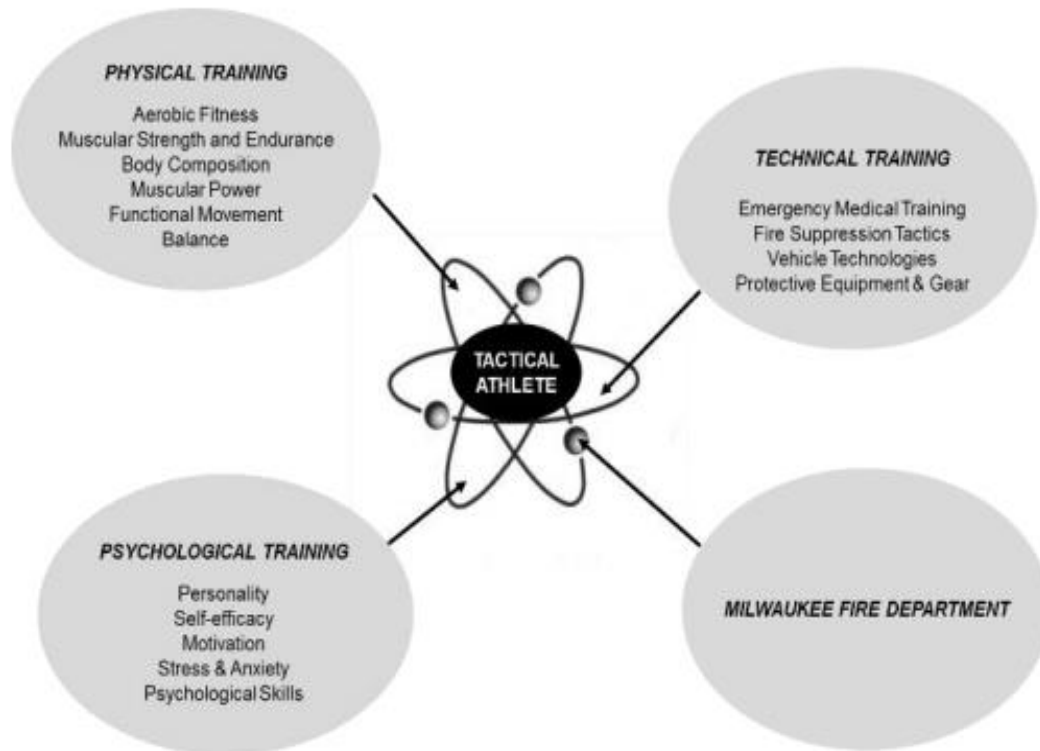 PHYSICAL TRAINING
Aerobic Fitness
Muscular Strength and Endurance
Body Composition
Muscular Power
Functional Movement
Balance
TECHNICAL TRAINING
Emergency Medical Training
Fire Suppression Tactics
Vehicle Technologies
Protective Equipment & Gear
TACTICAL
ATHLETE
PSYCHOLOGICAL TRAINING
Personality
Self-efficacy
Motivation
Stress & Anxiety
Psychological Skills
MILWAUKEE FIRE DEPARTMENT